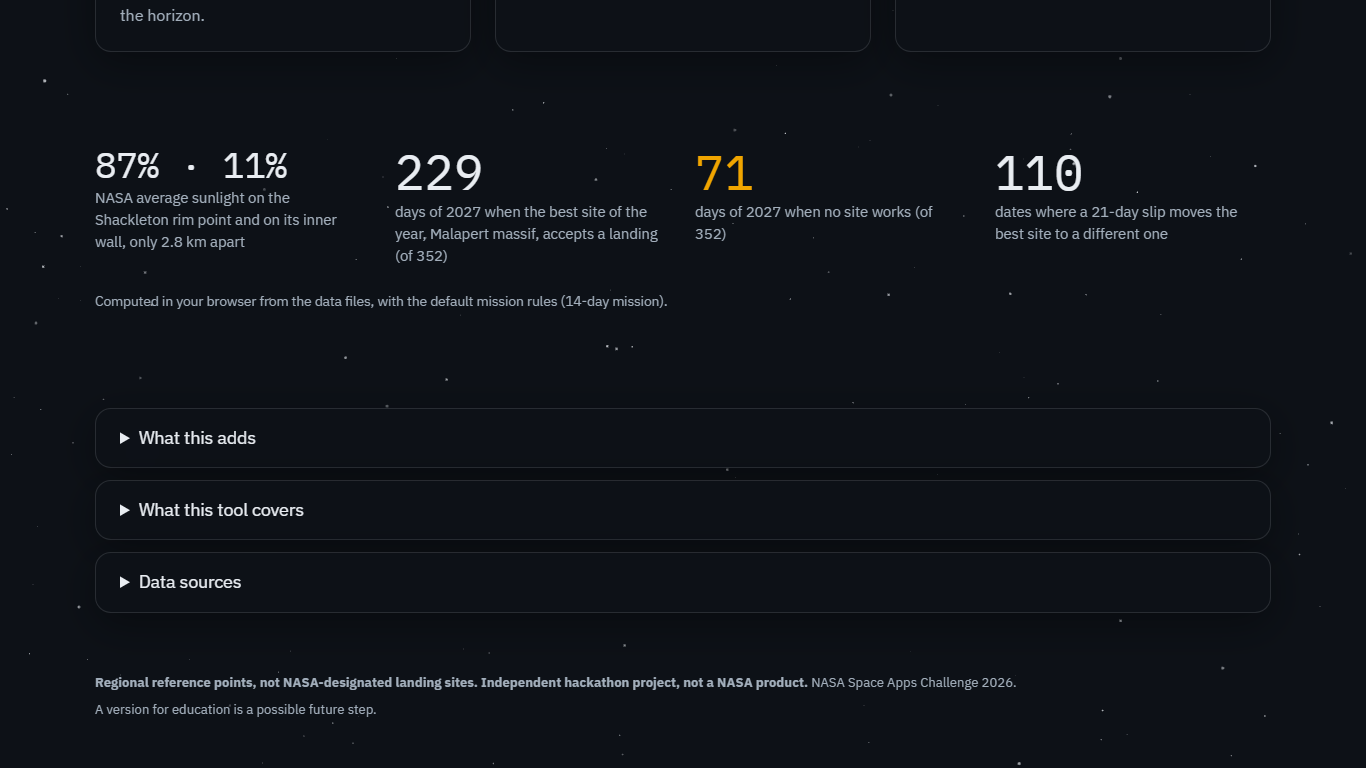 the horizon.
87% · 11%
NASA average sunlight on the
Shackleton rim point and on its inner
wall, only 2.8 km apart
229
days of 2027 when the best site of the
year, Malapert massif, accepts a landing
(of 352)
71
days of 2027 when no site works (of
352)
110
dates where a 21-day slip moves the
best site to a different one
Computed in your browser from the data files, with the default mission rules (14-day mission).
What this adds
What this tool covers
Data sources
Regional reference points, not NASA-designated landing sites. Independent hackathon project, not a NASA product. NASA Space Apps Challenge 2026.
A version for education is a possible future step.